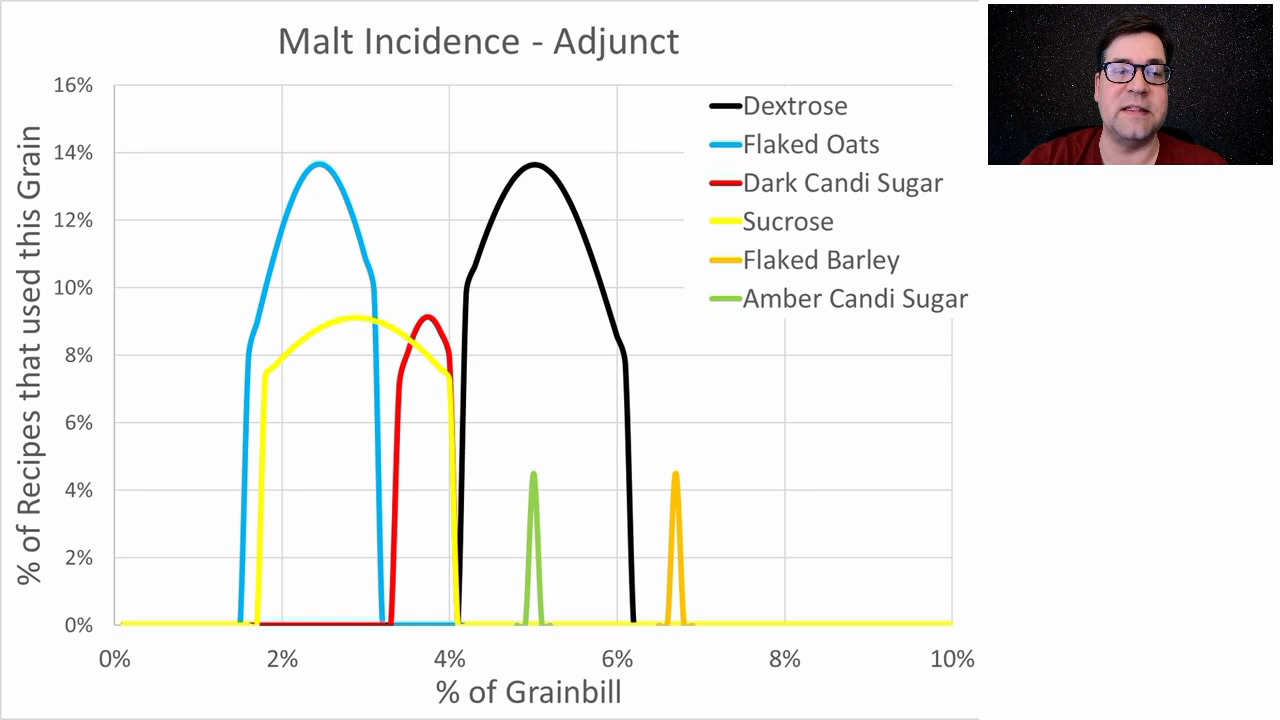 Malt Incidence - Adjunct
% of Recipes that used this Grain
16%
14%
12%
10%
8%
6%
4%
2%
0%
Dextrose
Flaked Oats
Dark Candi Sugar
Sucrose
Flaked Barley
Amber Candi Sugar
0% 2% 4% 6% 8% 10%
% of Grainbill